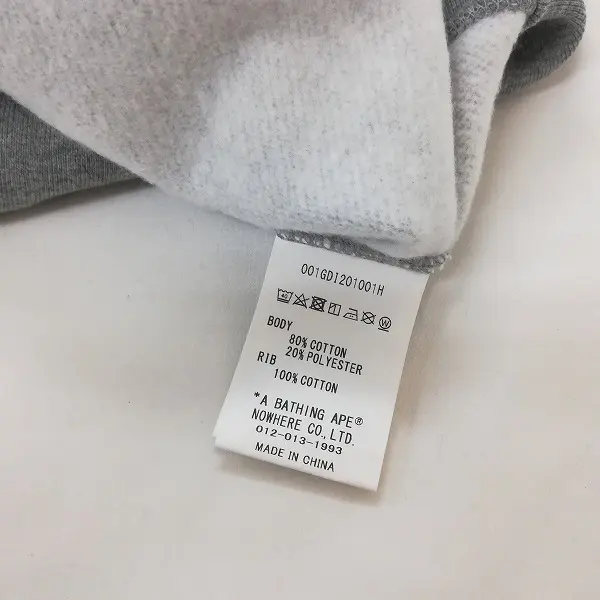 001GDI201001H
BODY
80% COTTON
20% POLYESTER
RIB
100% COTTON
*A BATHING APE®
NOWHERE CO., LTD.
012-013-1993
MADE IN CHINA